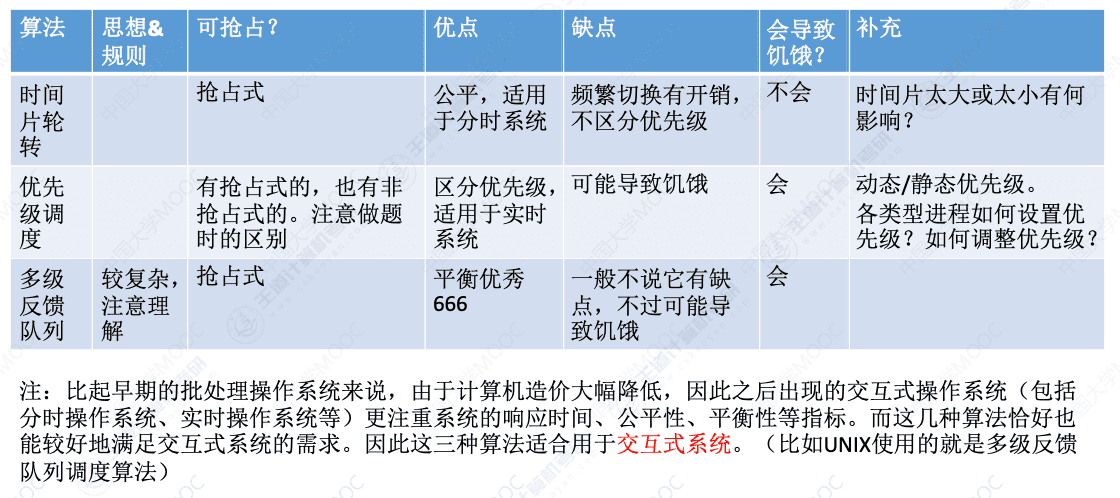 算法 思想& 可抢占? 优点 缺点 会导致 补充
规则 饥饿?
时间 抢占式 公平，适用 频繁切换有开销， 不会 时间片太大或太小有何
片轮 于分时系统 不区分优先级 影响？
转
优先 有抢占式的，也有非 区分优先级， 可能导致饥饿 会 动态/静态优先级。
级调 抢占式的。注意做题 适用于实时 各类型进程如何设置优
度 时的区别 系统 先级？如何调整优先级？
多级 较复杂， 抢占式 平衡优秀 一般不说它有缺 会
反馈 注意理 666 点，不过可能导
队列 解 致饥饿
注：比起早期的批处理操作系统来说，由于计算机造价大幅降低，因此之后出现的交互式操作系统（包括
分时操作系统、实时操作系统等）更注重系统的响应时间、公平性、平衡性等指标。而这几种算法恰好也
能较好地满足交互式系统的需求。因此这三种算法适合用于交互式系统。（比如UNIX使用的就是多级反馈
队列调度算法）